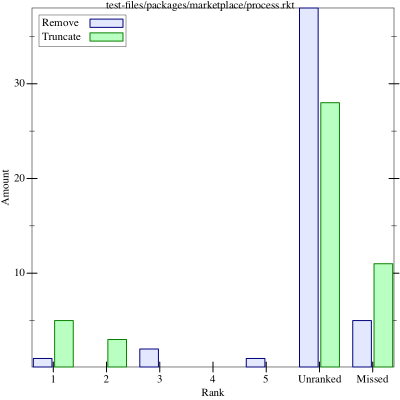 test-files/packages/marketplace/process.rkt
Remove
Truncate
30
20
10
Amount
1 2 3 4 5 Unranked Missed
Rank